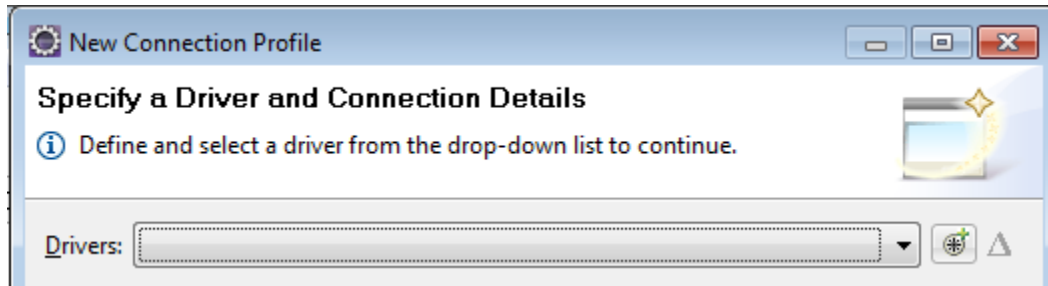 New Connection Profile
Specify a Driver and Connection Details
Define and select a driver from the drop-down list to continue.
Drivers: